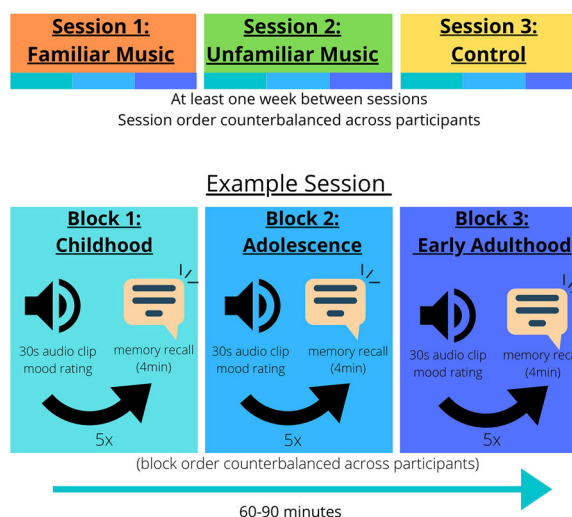 Session 1:
Familiar Music
Session 2:
Unfamiliar Music
Session 3:
Control
At least one week between sessions
Session order counterbalanced across participants
Example Session
Block 1:
Childhood
30s audio clip
mood rating
memory recall
(4min)
5x
Block 2:
Adolescence
30s audio clip
mood rating
memory recall
(4min)
5x
Block 3:
Early Adulthood
30s audio clip
mood rating
memory recall
(4min)
5x
(block order counterbalanced across participants)
60-90 minutes